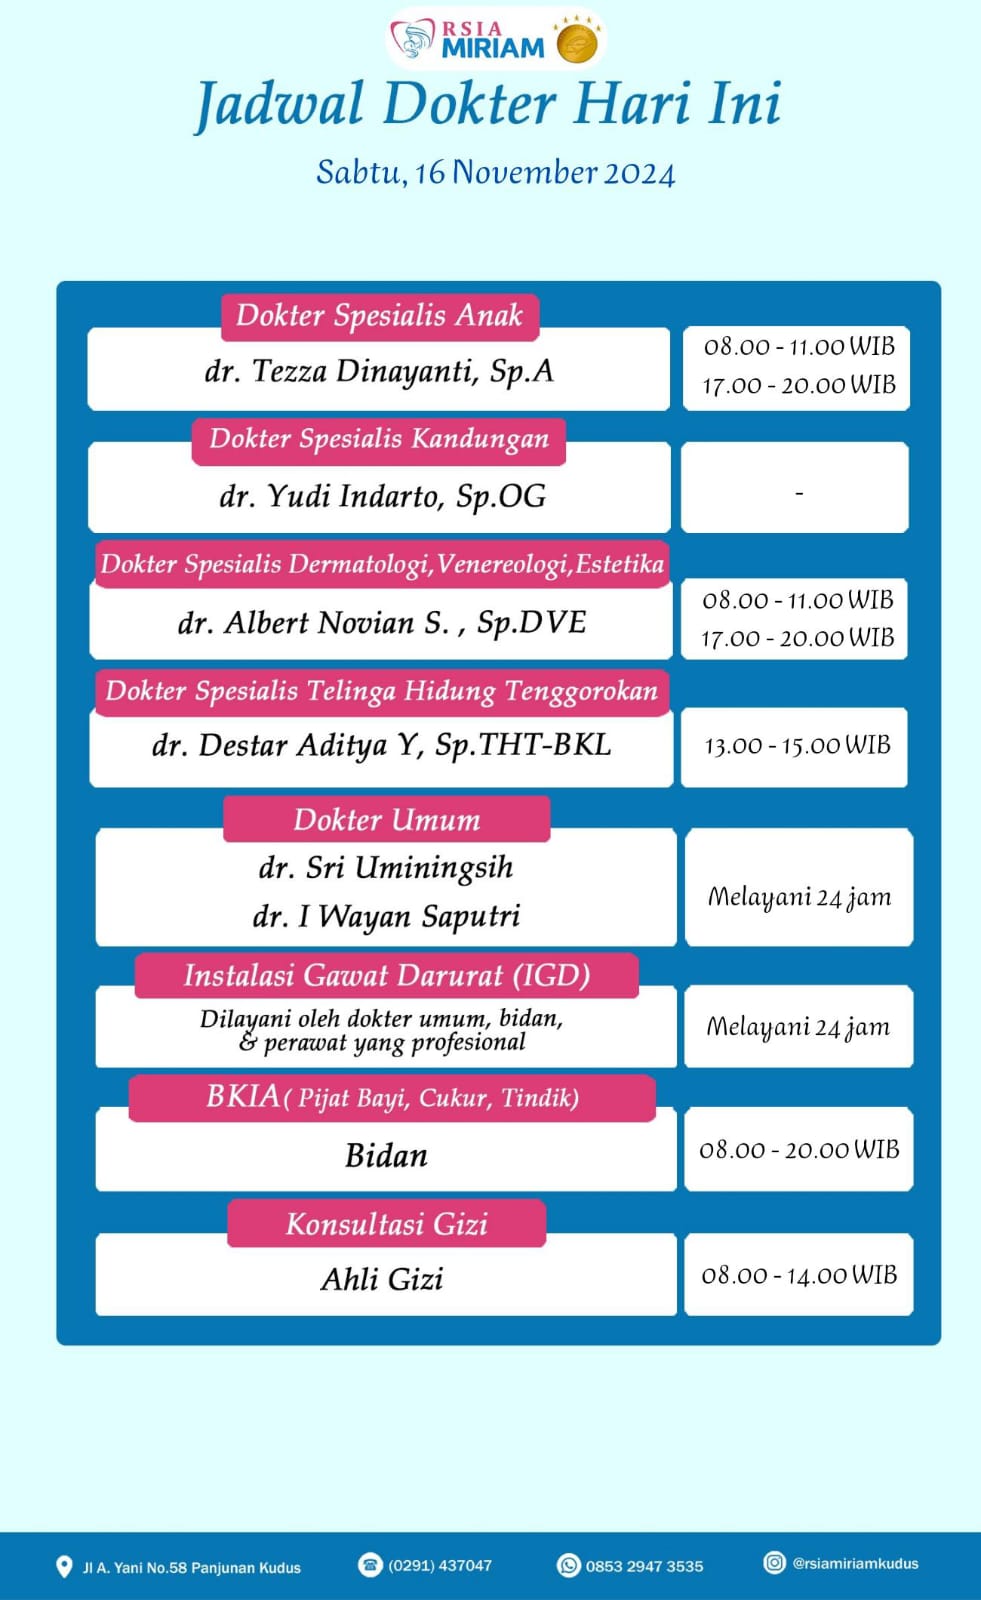 RSIA
MIRIAM
Jadwal Dokter Hari Ini
Sabtu, 16 November 2024
Dokter Spesialis Anak
dr. Tezza Dinayanti, Sp.A
08.00 - 11.00 WIB
17.00 - 20.00 WIB
Dokter Spesialis Kandungan
dr. Yudi Indarto, Sp.OG
-
Dokter Spesialis Dermatologi,Venereologi,Estetika
dr. Albert Novian S. , Sp.DVE
08.00 - 11.00 WIB
17.00 - 20.00 WIB
Dokter Spesialis Telinga Hidung Tenggorokan
dr. Destar Aditya Y, Sp.THT-BKL
13.00 - 15.00 WIB
Dokter Umum
dr. Sri Uminingsih
dr. I Wayan Saputri
Melayani 24 jam
Instalasi Gawat Darurat (IGD)
Dilayani oleh dokter umum, bidan,
& perawat yang profesional
Melayani 24 jam
BKIA( Pijat Bayi, Cukur, Tindik)
Bidan
08.00 - 20.00 WIB
Konsultasi Gizi
Ahli Gizi
08.00 - 14.00 WIB
Jl A. Yani No.58 Panjunan Kudus
(0291) 437047
0853 2947 3535
@rsiamiriamkudus